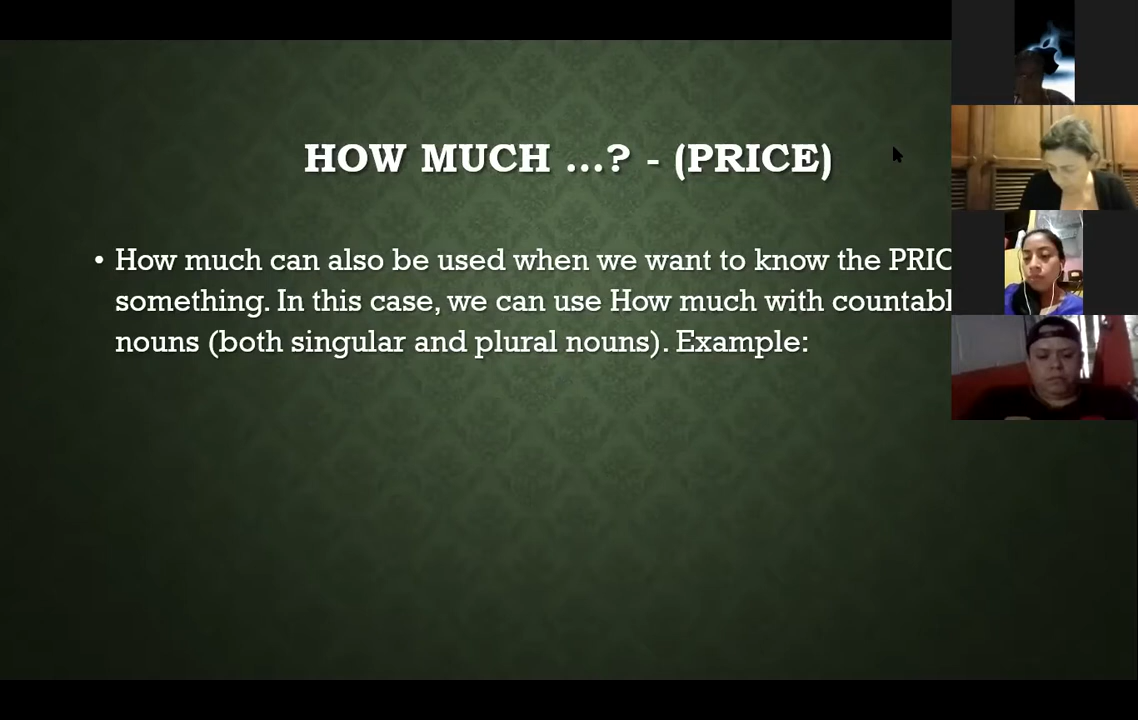 HOW MUCH ...? - (PRICE)
• How much can also be used when we want to know the
something. In this case, we can use How much with
nouns (both singular and plural nouns). Example: